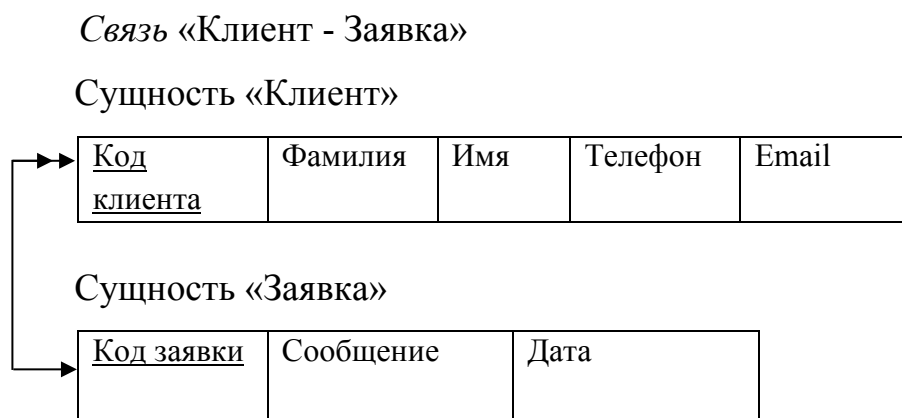 Связь «Клиент - Заявка»
Сущность «Клиент»
Код клиента Фамилия Имя Телефон Email
Сущность «Заявка»
Код заявки Сообщение Дата